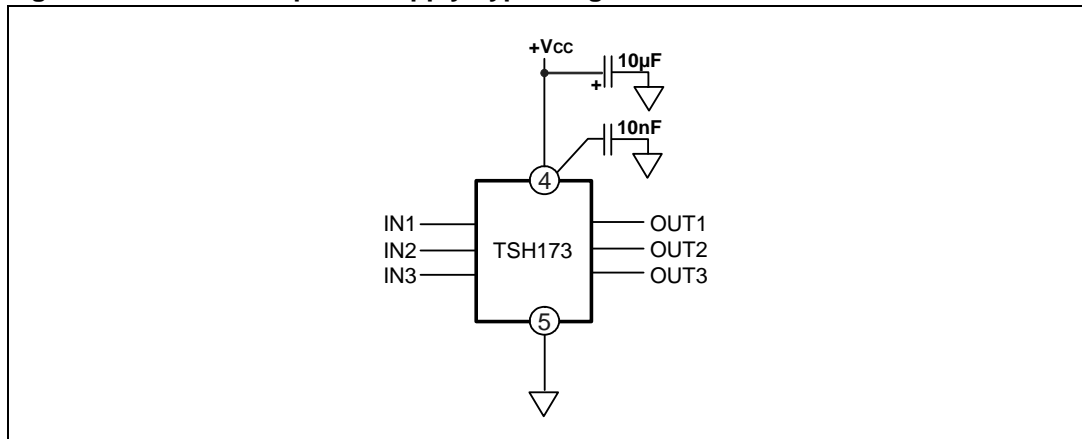 +Vcc
10µF
+
10nF
4
IN1
OUT1
IN2
TSH173
OUT2
IN3
OUT3
5